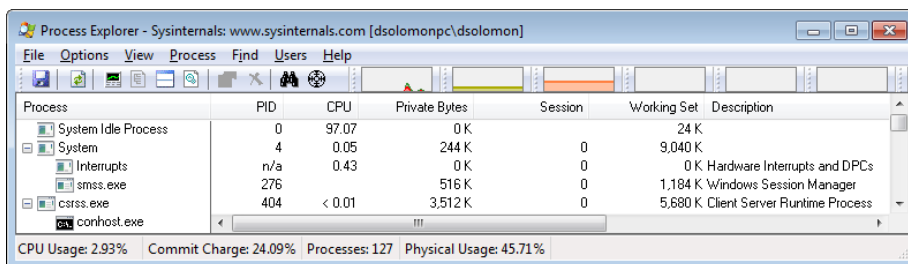 Process Explorer - Sysinternals: www.sysinternals.com [dsolomonpc\dsolomon]
File Options View Process Find Users Help
Process PID CPU Private Bytes Session Working Set Description
System Idle Process 0 97.07 0 K 24 K
System 4 0.05 244 K 0 9,040 K
Interrupts n/a 0.43 0 K 0 0 K Hardware Interrupts and DPCs
smss.exe 276 516 K 0 1,184 K Windows Session Manager
csrss.exe 404 < 0.01 3,512 K 0 5,680 K Client Server Runtime Process
conhost.exe
CPU Usage: 2.93% Commit Charge: 24.09% Processes: 127 Physical Usage: 45.71%